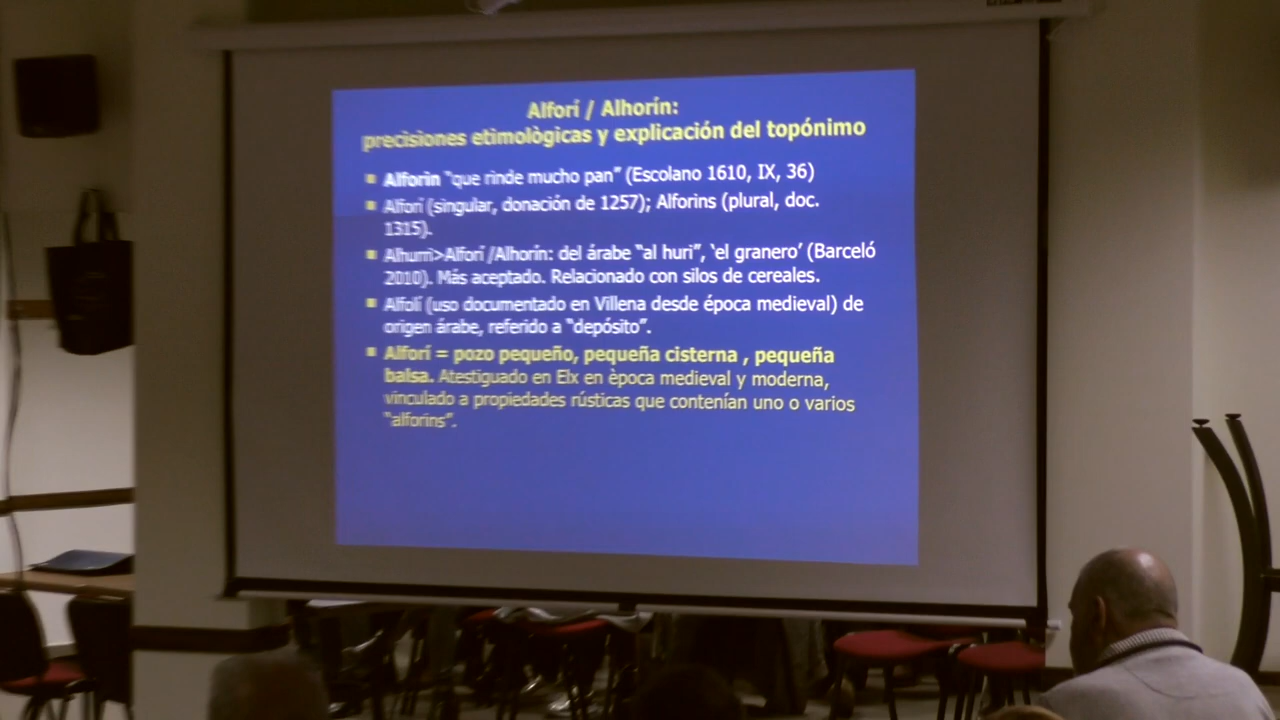 Alforí / Alhorín:
precisiones etimològicas y explicación del topónimo
Alforin "que rinde mucho pan" (Escolano 1610, IX, 36)
Alforí (singular, donación de 1257); Alforins (plural, doc.
1315).
Alhurri>Alforí /Alhorín: del árabe "al huri", 'el granero' (Barceló
2010). Más aceptado. Relacionado con silos de cereales.
Alfolí (uso documentado en Villena desde época medieval) de
origen árabe, referido a "depósito".
Alforí = pozo pequeño, pequeña cisterna , pequeña
balsa. Atestiguado en Elx en època medieval y moderna,
vinculado a propiedades rústicas que contenían uno o varios
"alforins".